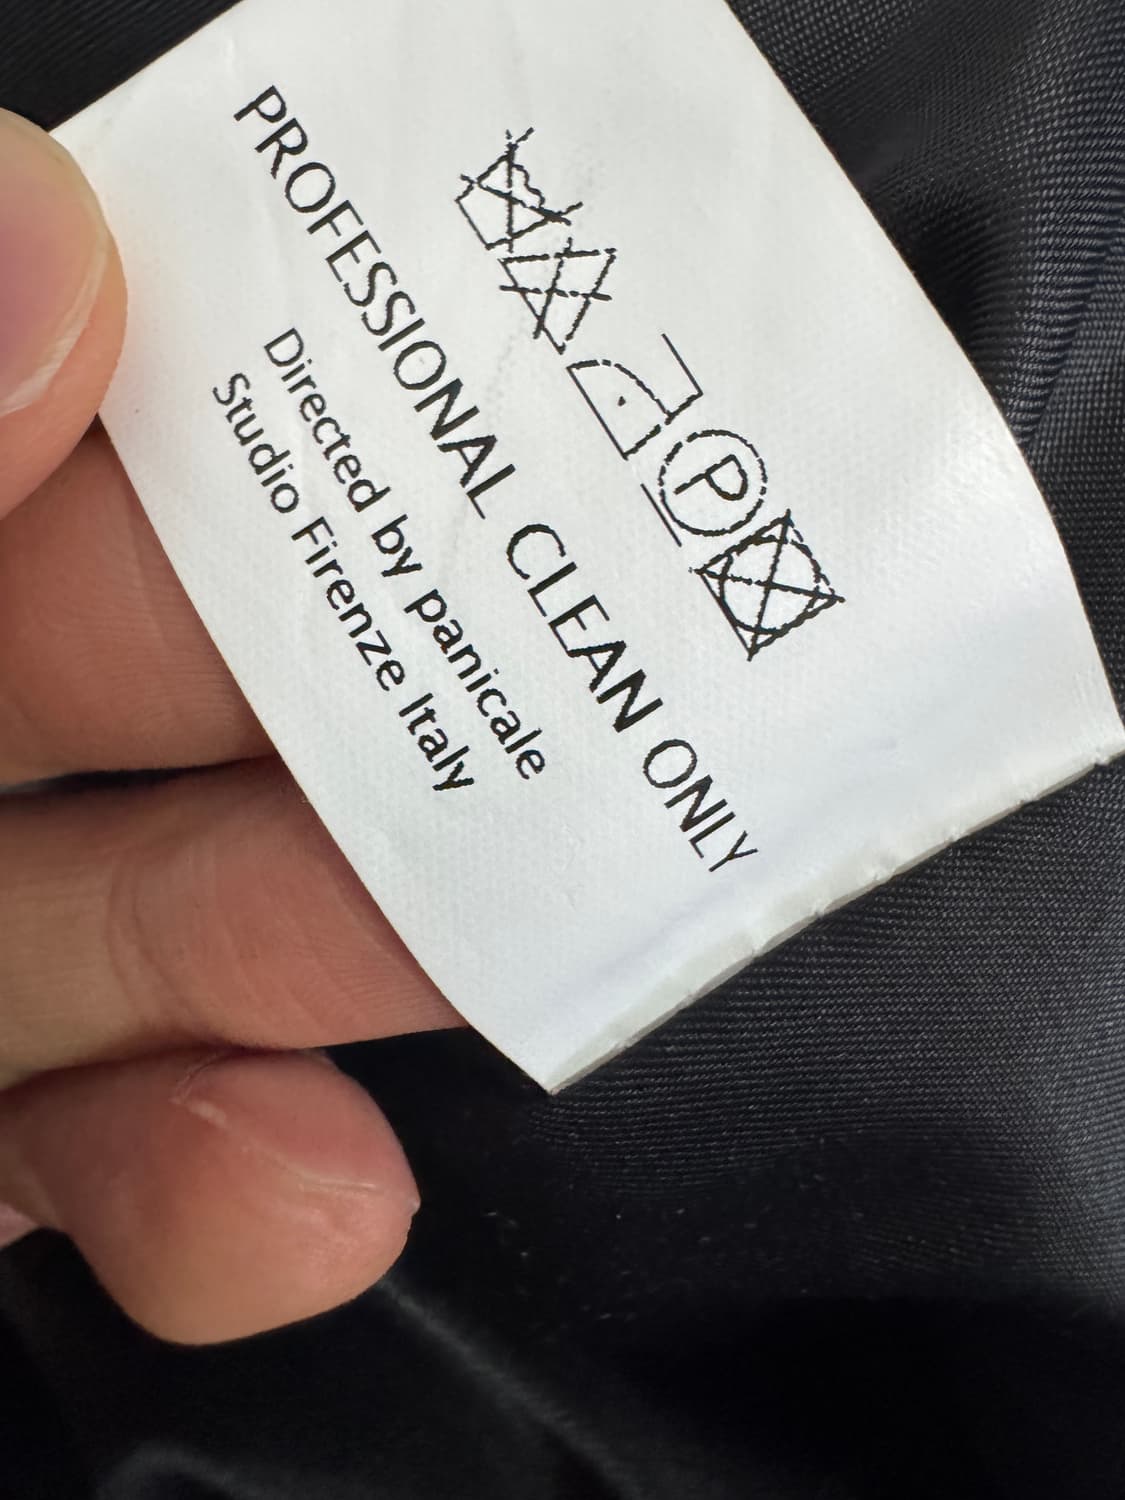 P
PROFESSIONAL CLEAN ONLY
Directed by panicale
Studio Firenze Italy